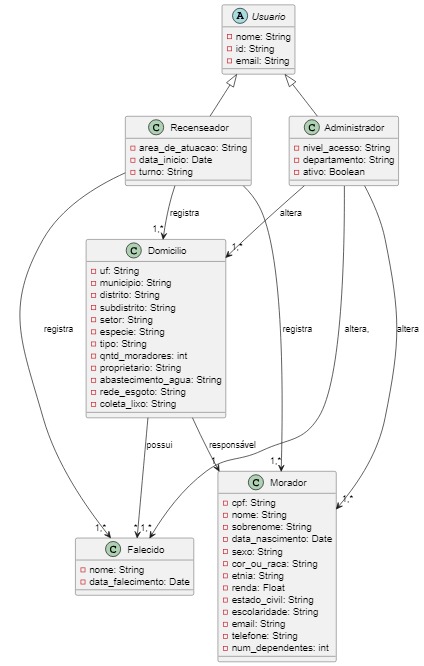 A Usuario
nome: String
id: String
email: String
C Recenseador
area_de_atuacao: String
data_inicio: Date
turno: String
C Administrador
nivel_acesso: String
departamento: String
ativo: Boolean
registra
altera
1,*
1,*
C Domicilio
uf: String
municipio: String
distrito: String
subdistrito: String
setor: String
especie: String
tipo: String
qntd_moradores: int
proprietario: String
abastecimento_agua: String
rede_esgoto: String
coleta_lixo: String
registra
registra
altera,
altera
possui
responsável
1
1,*
1,*
1,*
*
1,*
C Falecido
nome: String
data_falecimento: Date
C Morador
cpf: String
nome: String
sobrenome: String
data_nascimento: Date
sexo: String
cor_ou_raca: String
etnia: String
renda: Float
estado_civil: String
escolaridade: String
email: String
telefone: String
num_dependentes: int